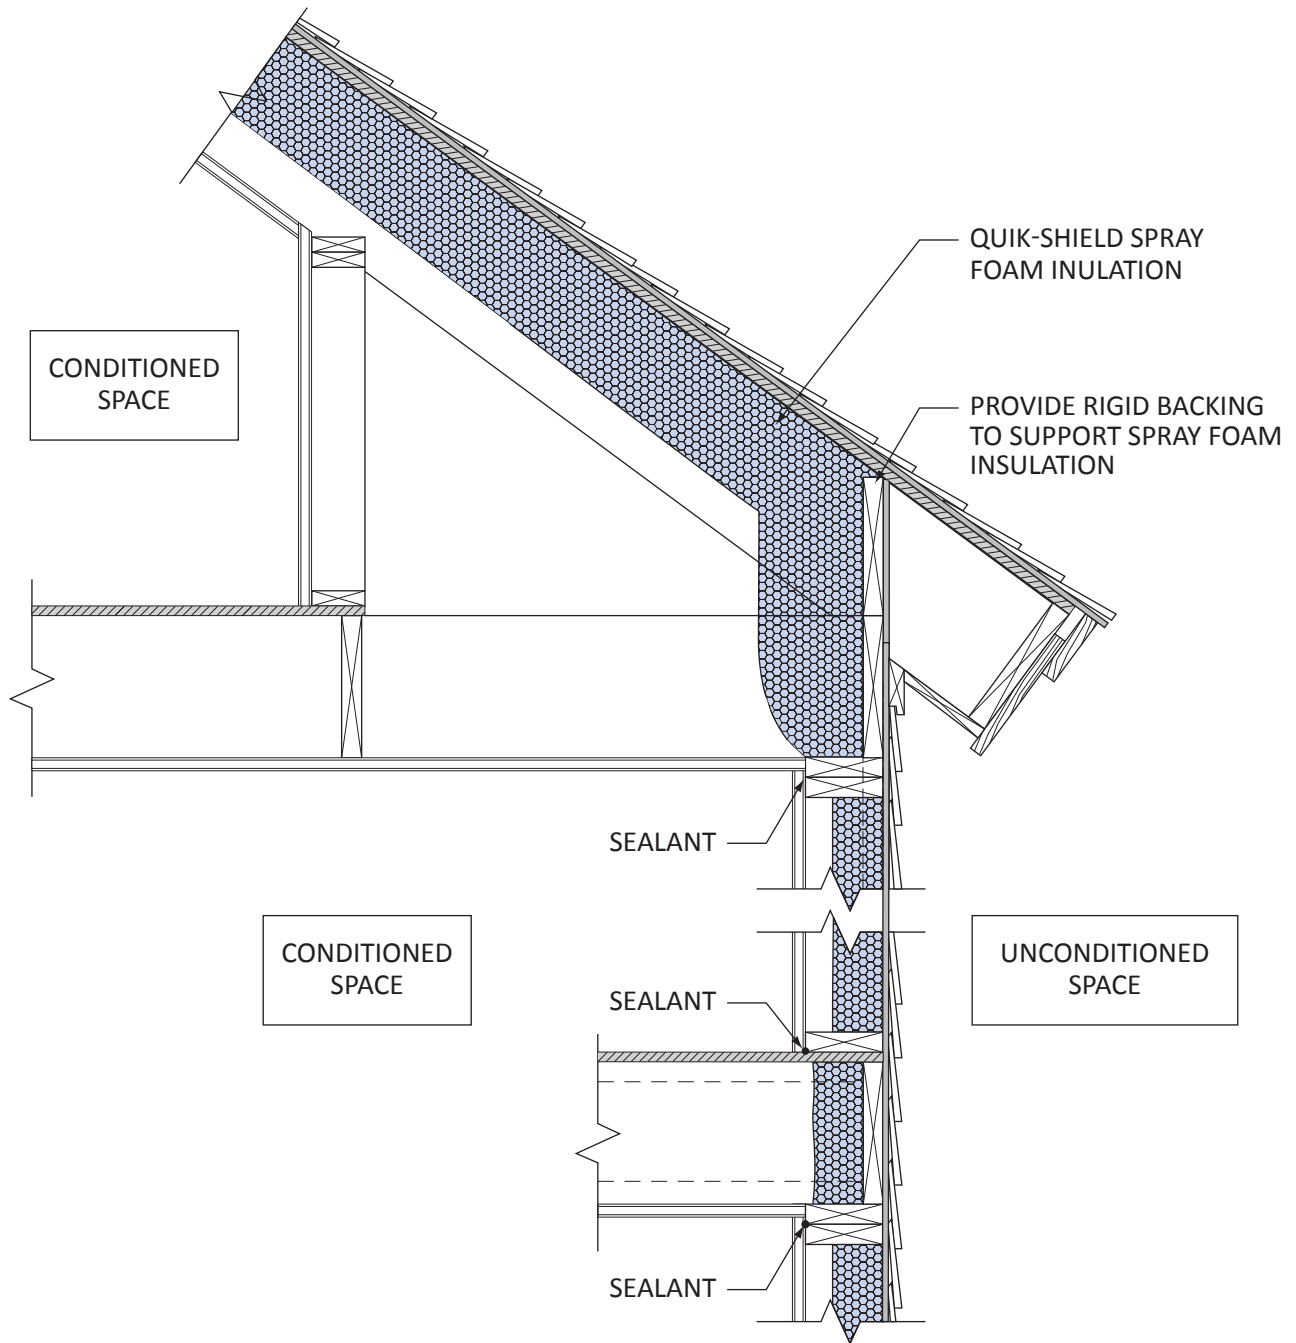 QUIK-SHIELD SPRAY
FOAM INULATION
CONDITIONED
SPACE
PROVIDE RIGID BACKING
TO SUPPORT SPRAY FOAM
INSULATION
SEALANT
CONDITIONED
SPACE
UNCONDITIONED
SPACE
SEALANT
SEALANT